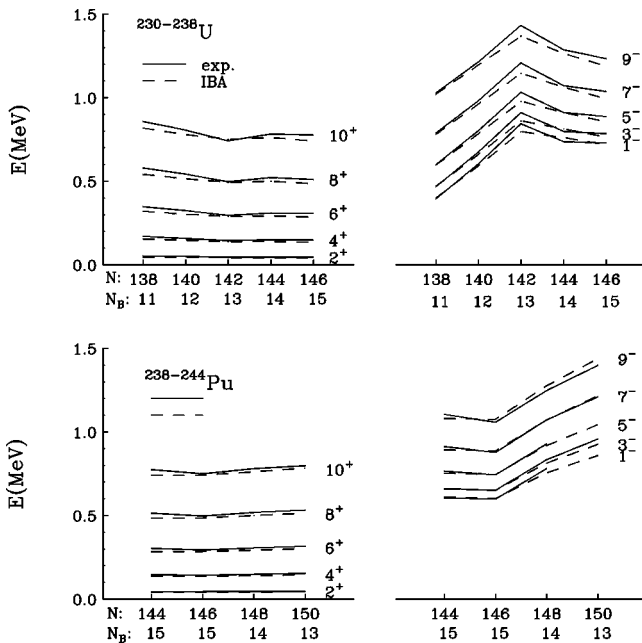 230-238U
exp.
IBA
E(MeV)
1.5
1.0
0.5
0.0
10+
8+
6+
4+
2+
N: 138 140 142 144 146
NB: 11 12 13 14 15
9-
7-
5-
3-
1-
138 140 142 144 146
11 12 13 14 15
238-244Pu
E(MeV)
1.5
1.0
0.5
0.0
10+
8+
6+
4+
2+
N: 144 146 148 150
NB: 15 15 14 13
9-
7-
5-
3-
1-
144 146 148 150
15 15 14 13